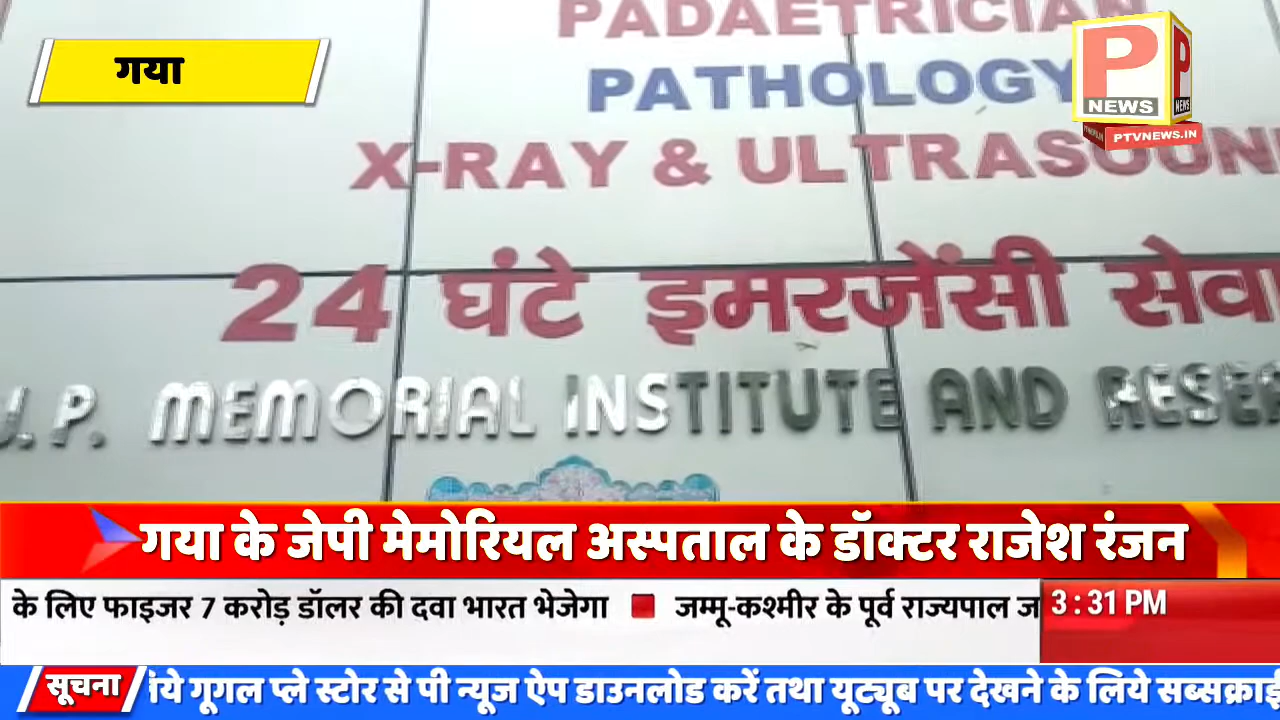 PADAETRICIAN
गया
P
P
NEWS
NEWS
PTVNEWS.IN
PATHOLOGY
X-RAY & ULTRASOUN
24 घंटे इमरजेंसी सेवा
J.P. MEMORIAL INSTITUTE AND RESE
गया के जेपी मेमोरियल अस्पताल के डॉक्टर राजेश रंजन
के लिए फाइजर 7 करोड़ डॉलर की दवा भारत भेजेगा
जम्मू-कश्मीर के पूर्व राज्यपाल ज
3 : 31 PM
सूचना
लिये गूगल प्ले स्टोर से पी न्यूज ऐप डाउनलोड करें तथा यूट्यूब पर देखने के लिये सब्सक्राई